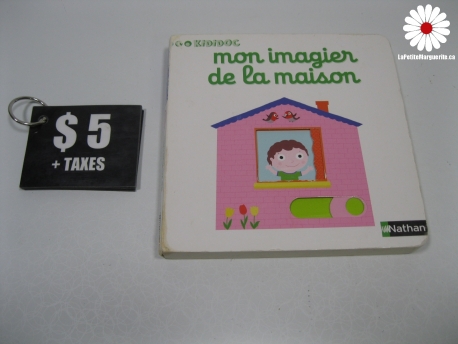 KiDiDOC
mon imagier
de la maison
$ 5
+ TAXES
Nathan
LaPetiteMarguerite.ca